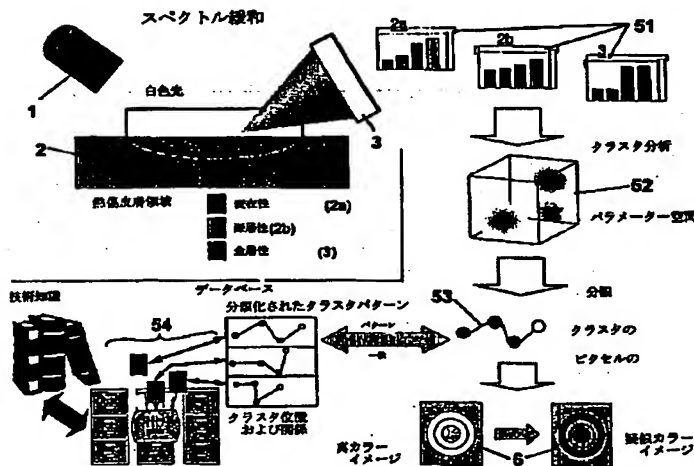 スペクトル緩和
1
白色光
2
3
熱傷皮膚領域
表在性 (2a)
深層性(2b)
全層性 (3)
2a
2b
3
51
クラスタ分析
52
パラメーター空間
分類
53
クラスタの
ピクセルの
技術知識
データベース
分類化されたクラスタパターン
54
パターン
一致
クラスタ位置
および関係
真カラー
イメージ
6
疑似カラー
イメージ